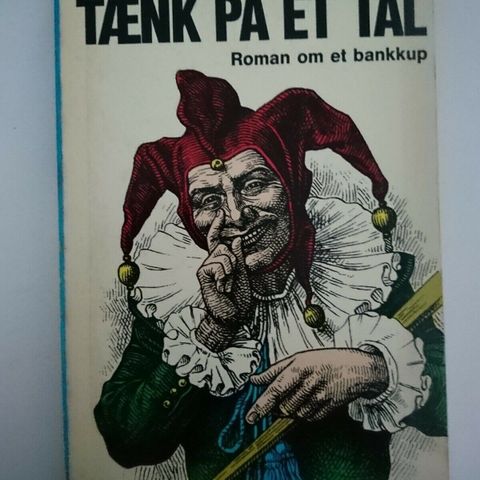 TÆNK PÅ ET TAL
Roman om et bankkup